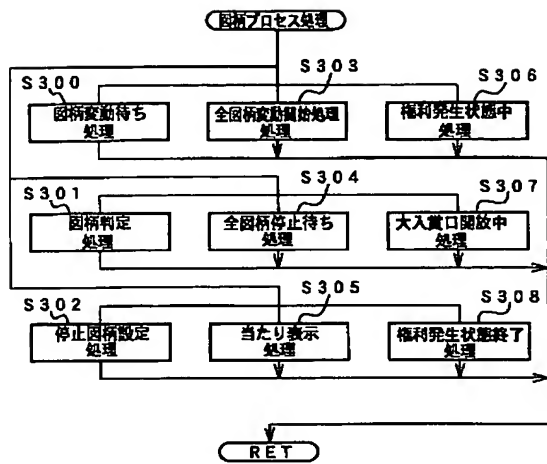 図柄プロセス処理
S300
図柄変動待ち
処理
S303
全図柄変動開始処理
処理
S306
権利発生状態中
処理
S301
図柄判定
処理
S304
全図柄停止待ち
処理
S307
大入賞口開放中
処理
S302
停止図柄設定
処理
S305
当たり表示
処理
S308
権利発生状態終了
処理
RET